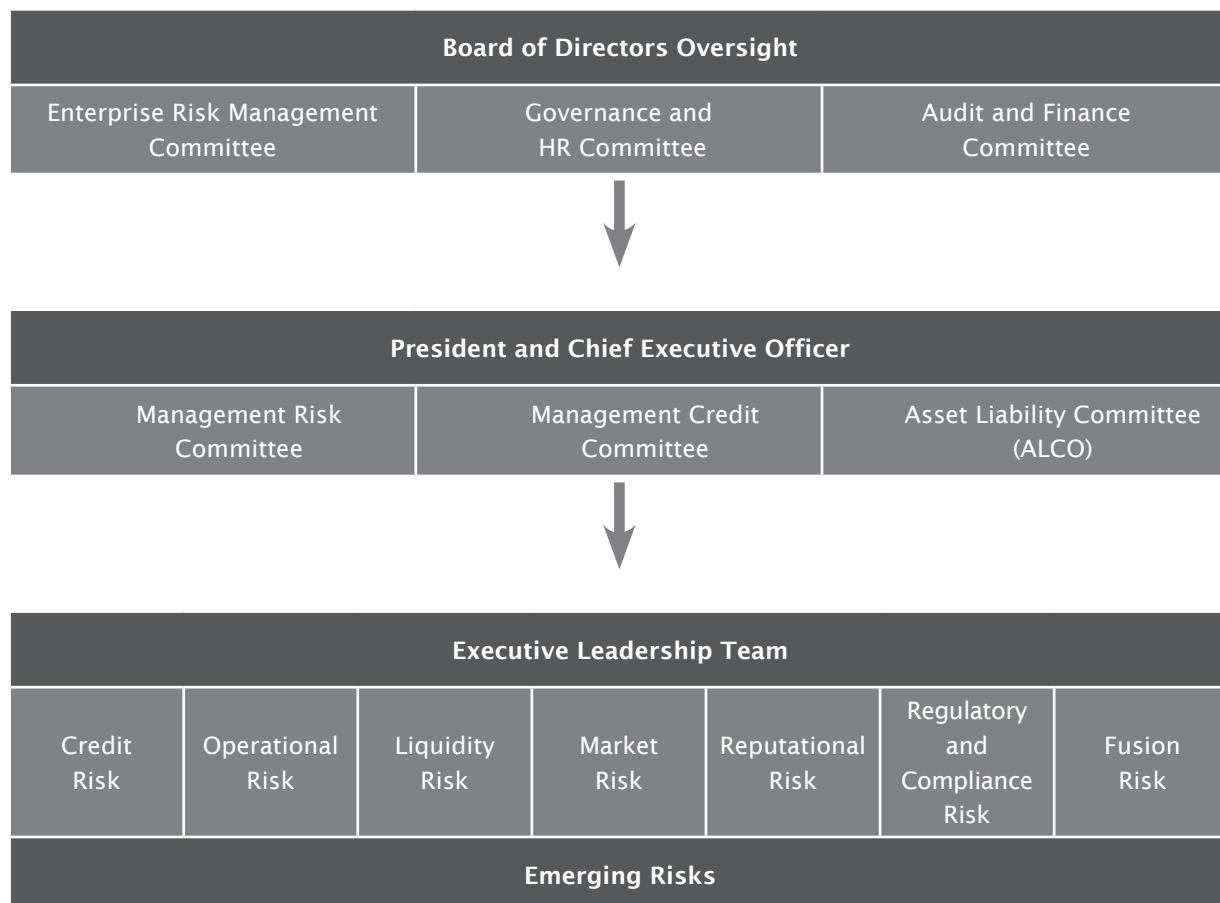 Board of Directors Oversight
Enterprise Risk Management
Committee
Governance and
HR Committee
Audit and Finance
Committee
President and Chief Executive Officer
Management Risk
Committee
Management Credit
Committee
Asset Liability Committee
(ALCO)
Executive Leadership Team
Credit
Risk
Operational
Risk
Liquidity
Risk
Market
Risk
Reputational
Risk
Regulatory
and
Compliance
Risk
Fusion
Risk
Emerging Risks